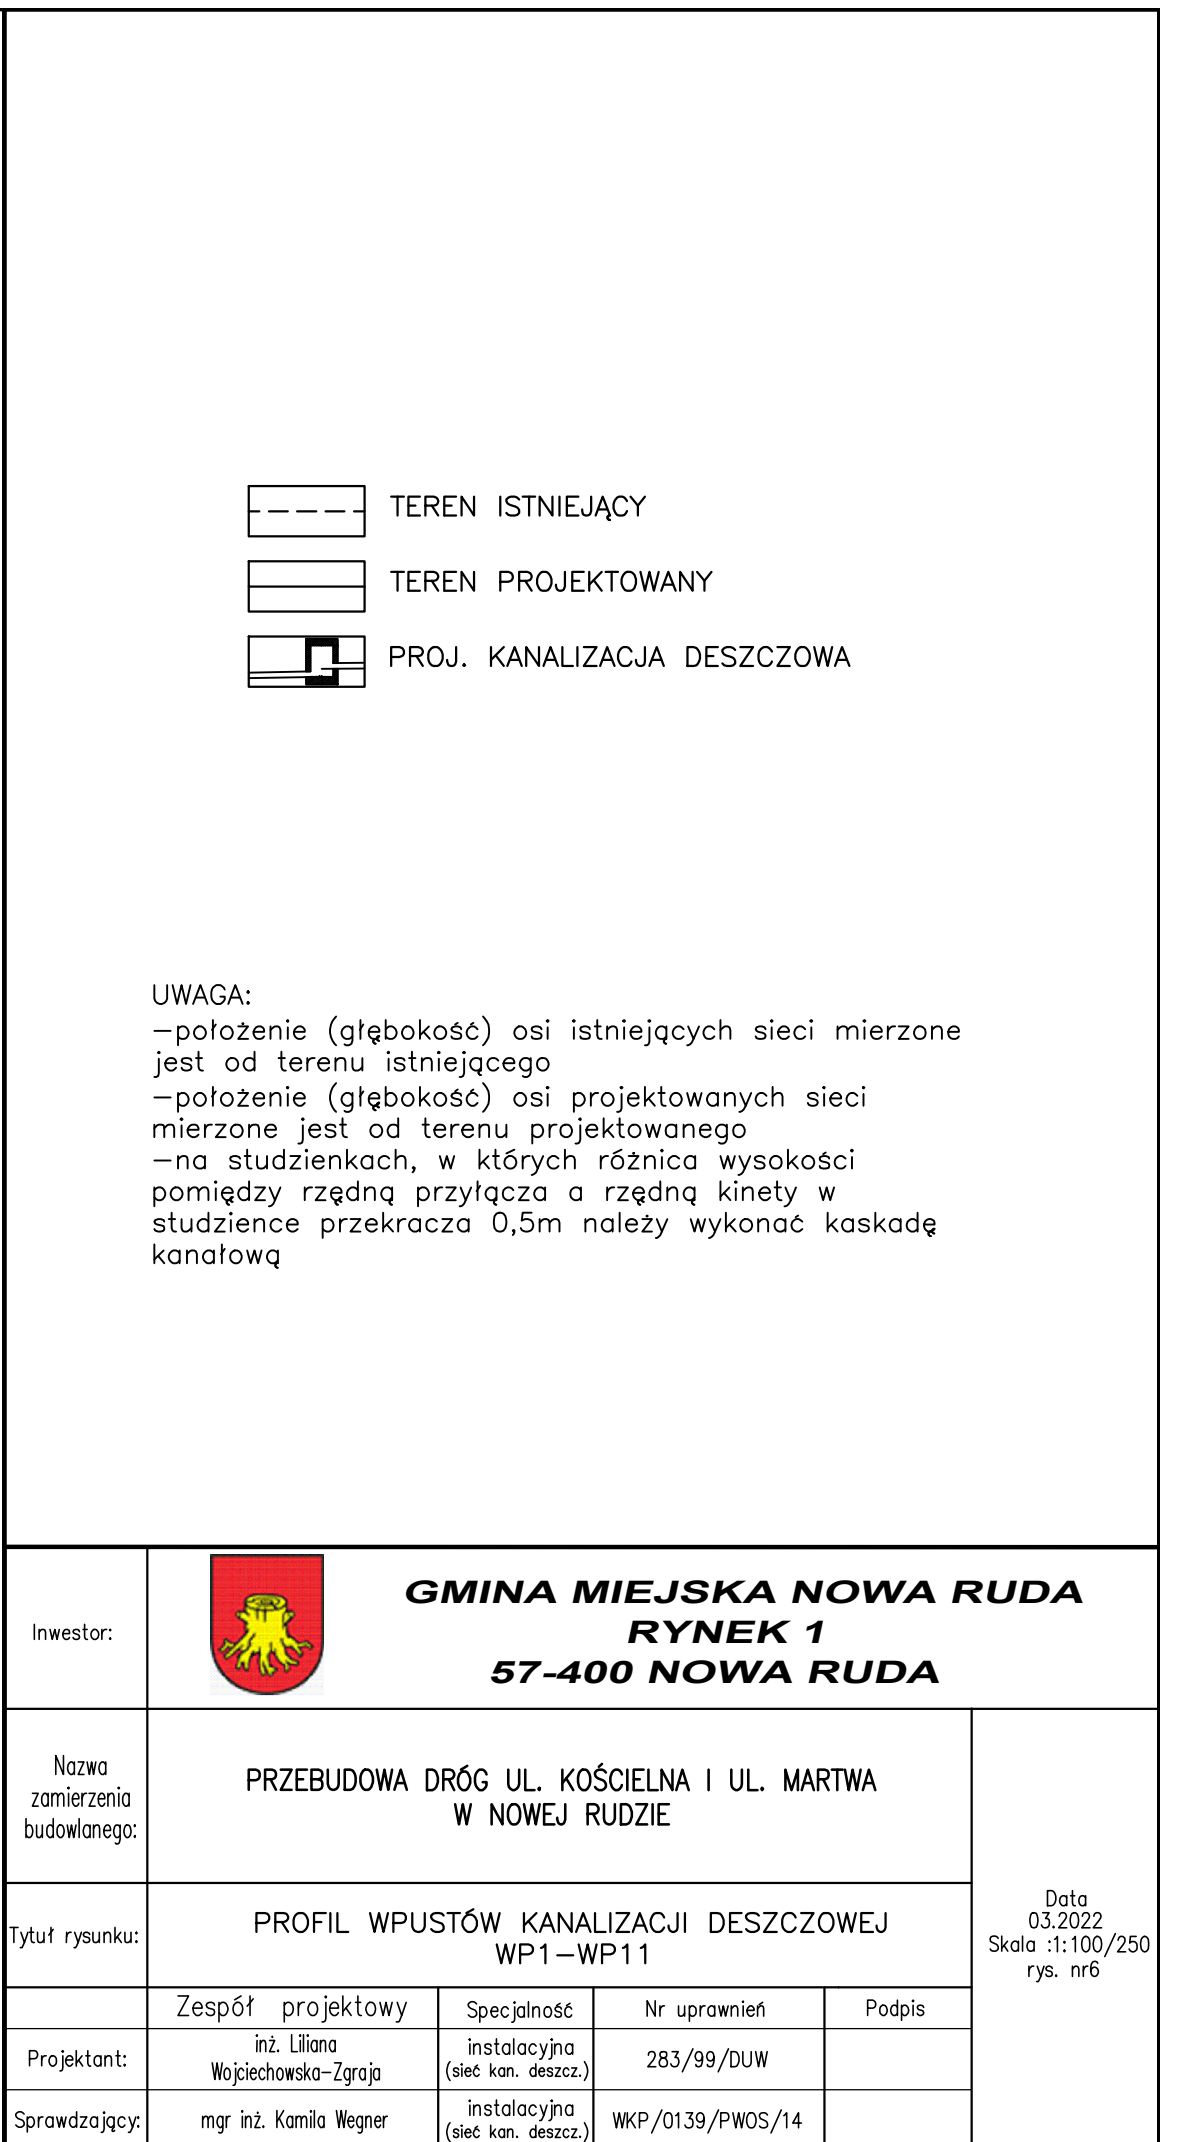 TEREN ISTNIEJĄCY
TEREN PROJEKTOWANY
PROJ. KANALIZACJA DESZCZOWA
UWAGA:
-położenie (głębokość) osi istniejących sieci mierzone
jest od terenu istniejącego
-położenie (głębokość) osi projektowanych sieci
mierzone jest od terenu projektowanego
-na studzienkach, w których różnica wysokości
pomiędzy rzędną przyłącza a rzędną kinety w
studzience przekracza 0,5m należy wykonać kaskadę
kanałową
Inwestor:
GMINA MIEJSKA NOWA RUDA
RYNEK 1
57-400 NOWA RUDA
Nazwa
zamierzenia
budowlanego:
PRZEBUDOWA DRÓG UL. KOŚCIELNA I UL. MARTWA
W NOWEJ RUDZIE
Tytuł rysunku:
PROFIL WPUSTÓW KANALIZACJI DESZCZOWEJ
WP1-WP11
Data
03.2022
Skala :1:100/250
rys. nr6
Zespół projektowy
Specjalność
Nr uprawnień
Podpis
Projektant:
inż. Liliana
Wojciechowska-Zgraja
instalacyjna
(sieć kan. deszcz.)
283/99/DUW
Sprawdzający:
mgr inż. Kamila Wegner
instalacyjna
(sieć kan. deszcz.)
WKP/0139/PWOS/14